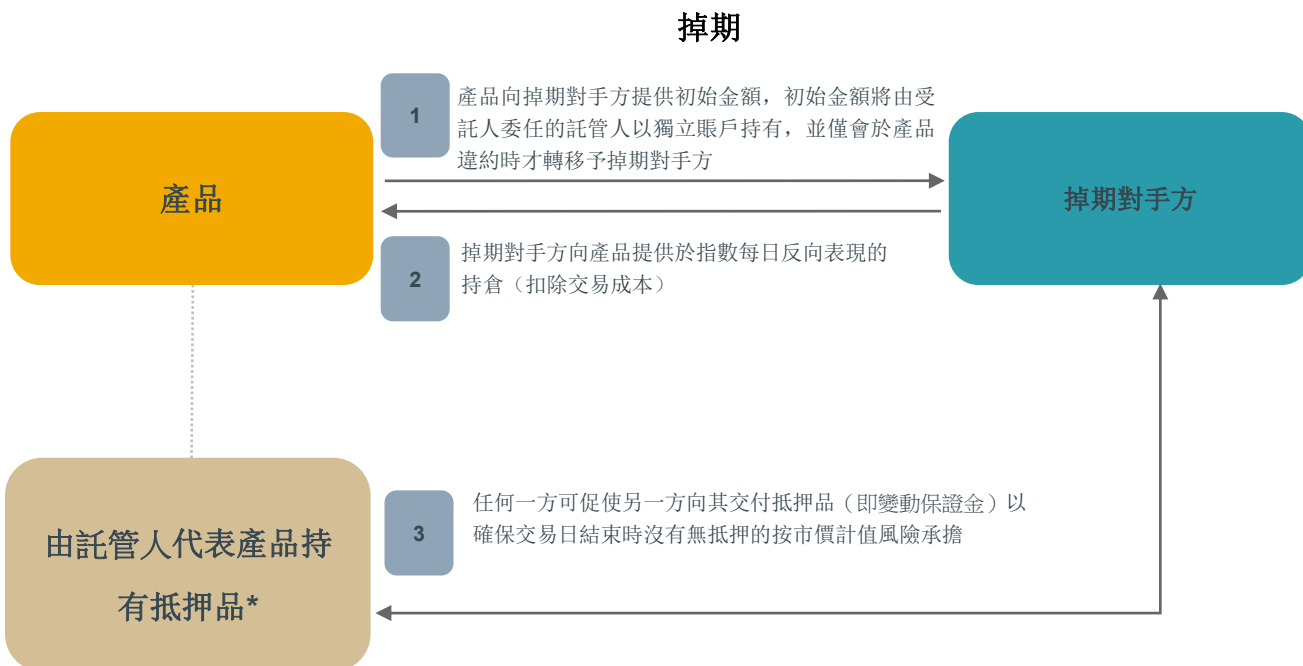 掉期
1
產品向掉期對手方提供初始金額，初始金額將由受
託人委任的託管人以獨立賬戶持有，並僅會於產品
違約時才轉移予掉期對手方
產品
掉期對手方
2
掉期對手方向產品提供於指數每日反向表現的
持倉（扣除交易成本）
由託管人代表產品持
有抵押品*
3
任何一方可促使另一方向其交付抵押品（即變動保證金）以
確保交易日結束時沒有無抵押的按市價計值風險承擔